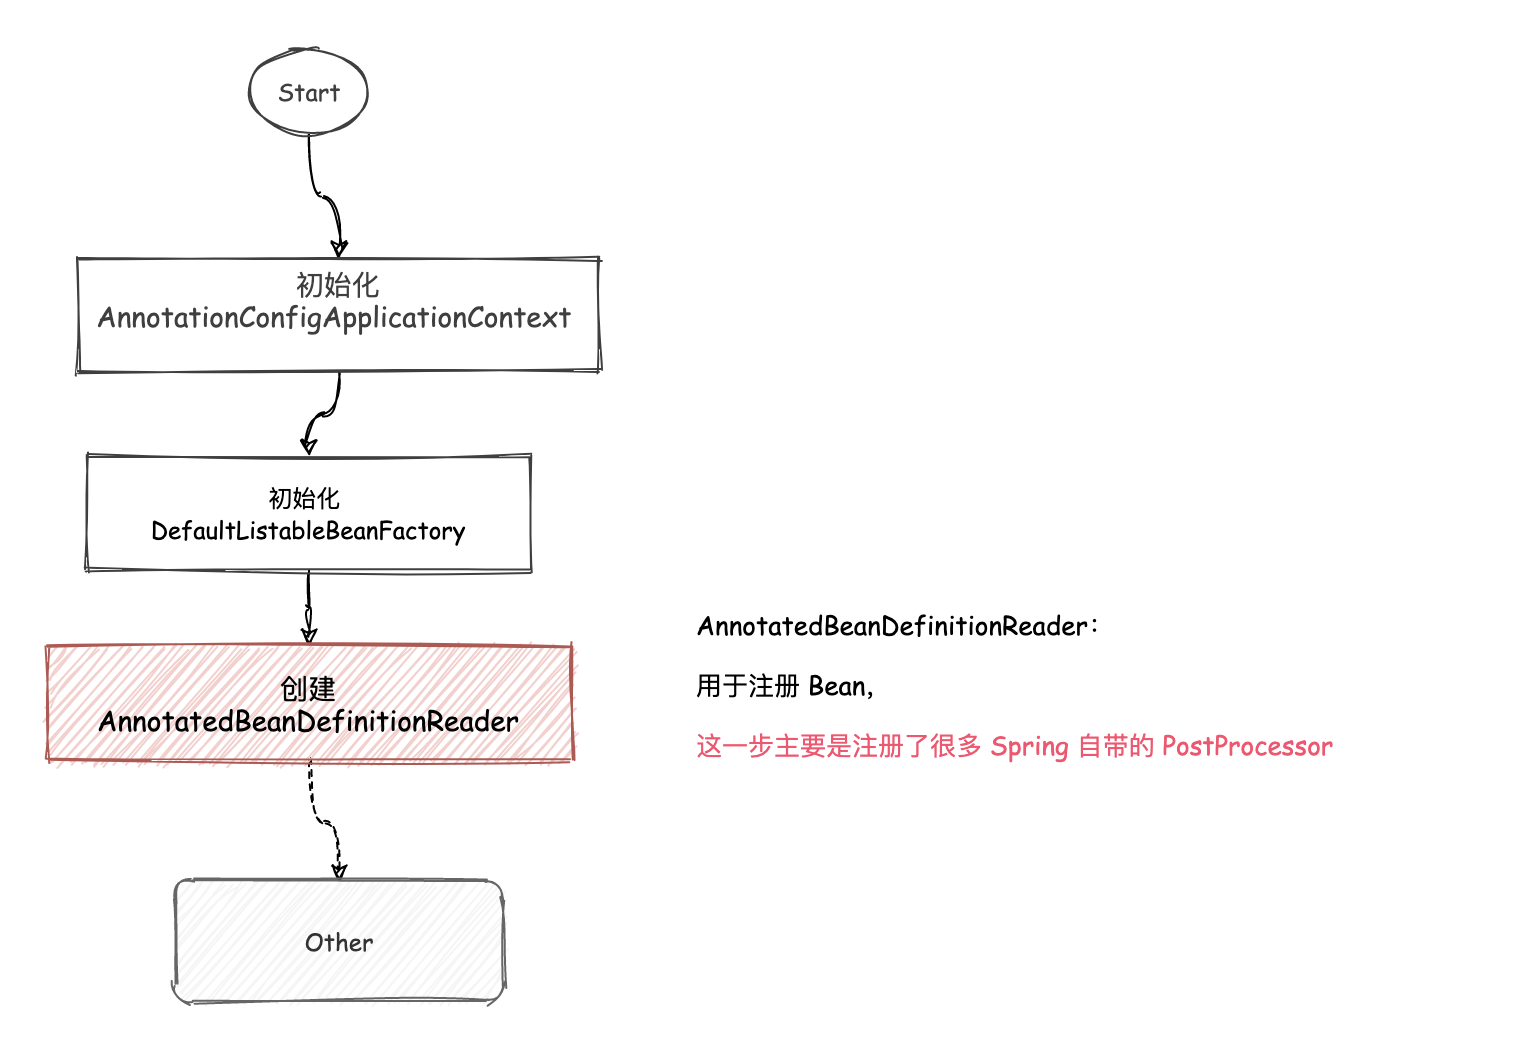 Start
初始化
AnnotationConfigApplicationContext
初始化
DefaultListableBeanFactory
创建
AnnotatedBeanDefinitionReader
Other
AnnotatedBeanDefinitionReader：
用于注册 Bean，
这一步主要是注册了很多 Spring 自带的 PostProcessor